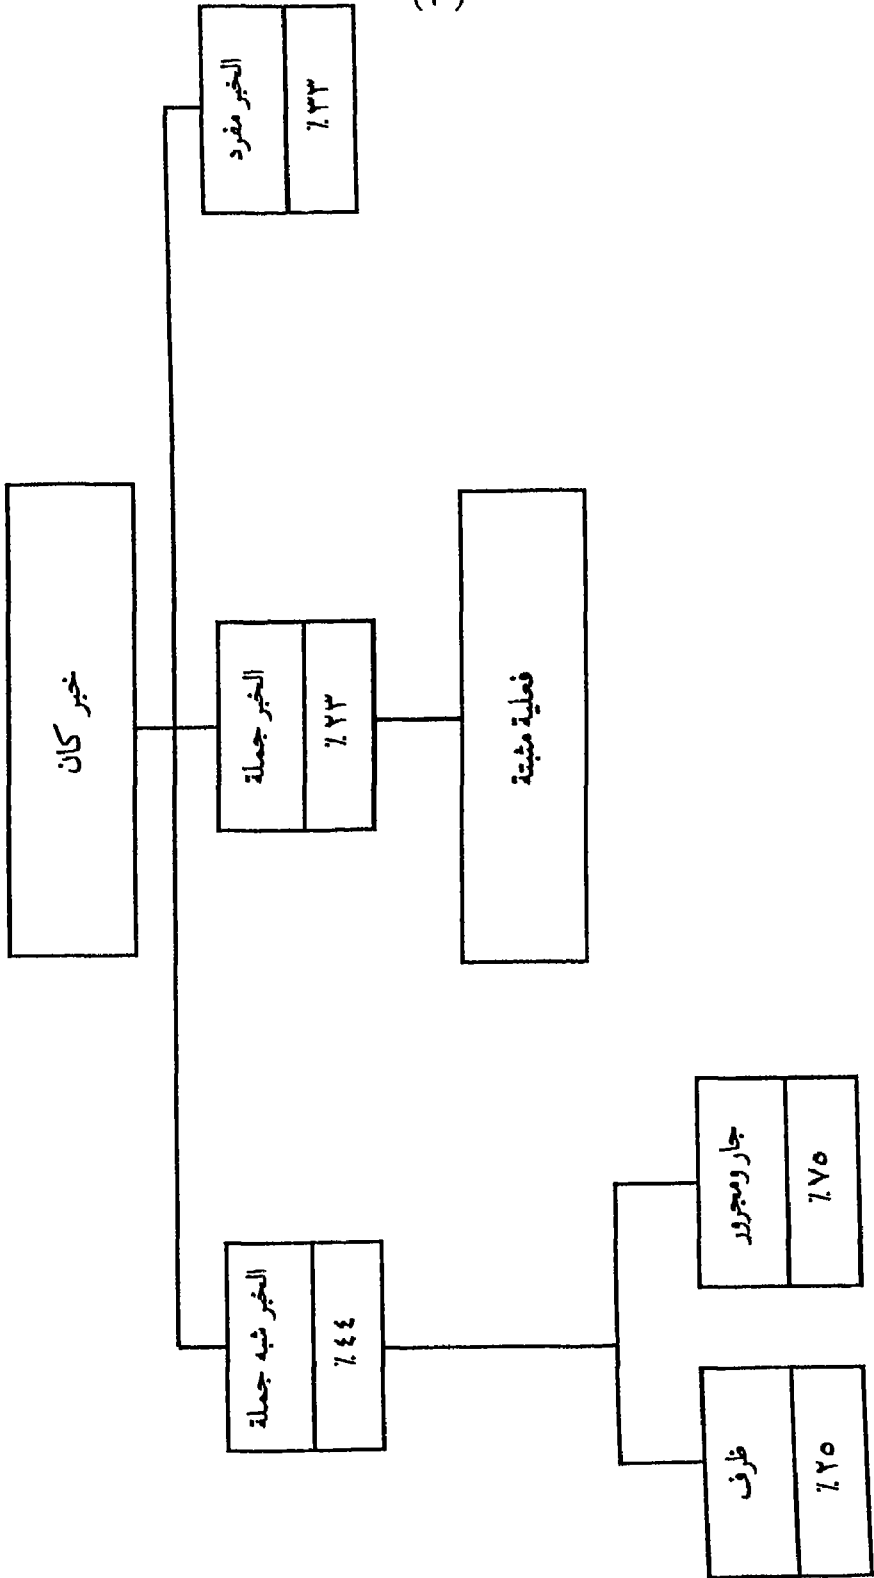 خبر كان
الخبر مفرد
٪٣٣
الخبر جملة
٪٢٣
فعلية مثبتة
الخبر شبه جملة
٪٤٤
جار ومجرور
٪٧٥
ظرف
٪٢٥